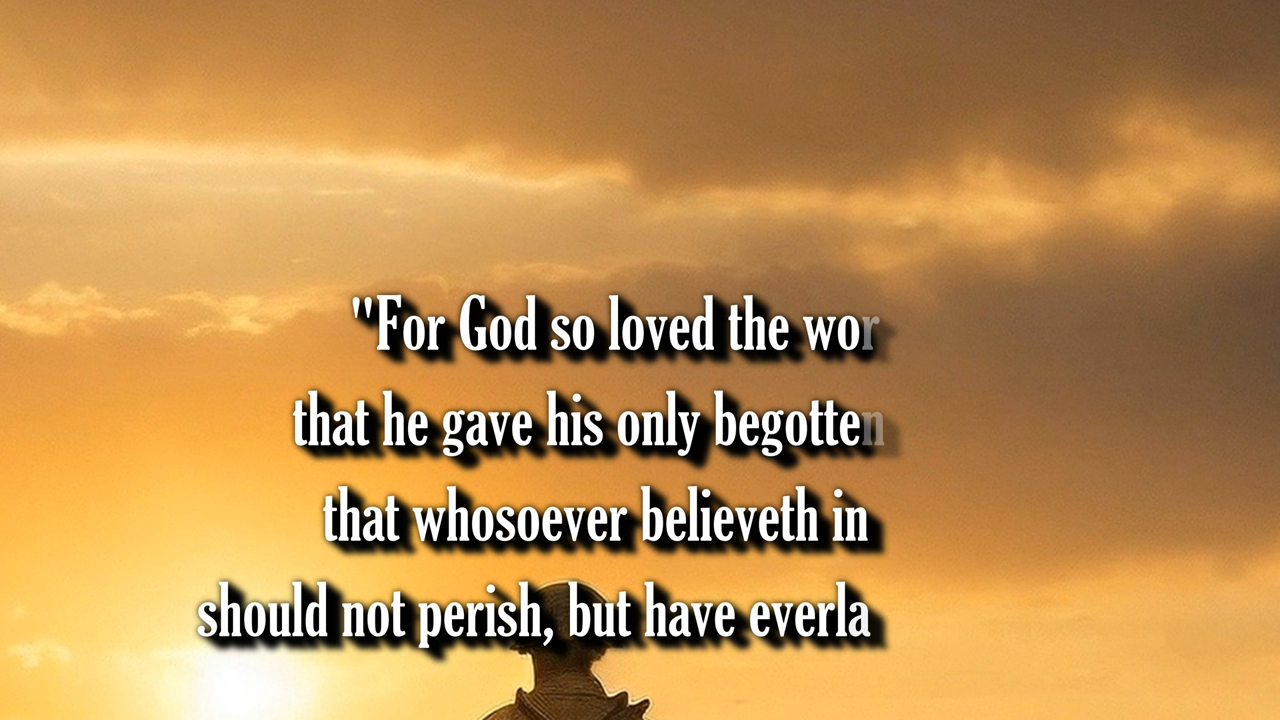 "For God so loved the wor
that he gave his only begotten
that whosoever believeth in
should not perish, but have everla